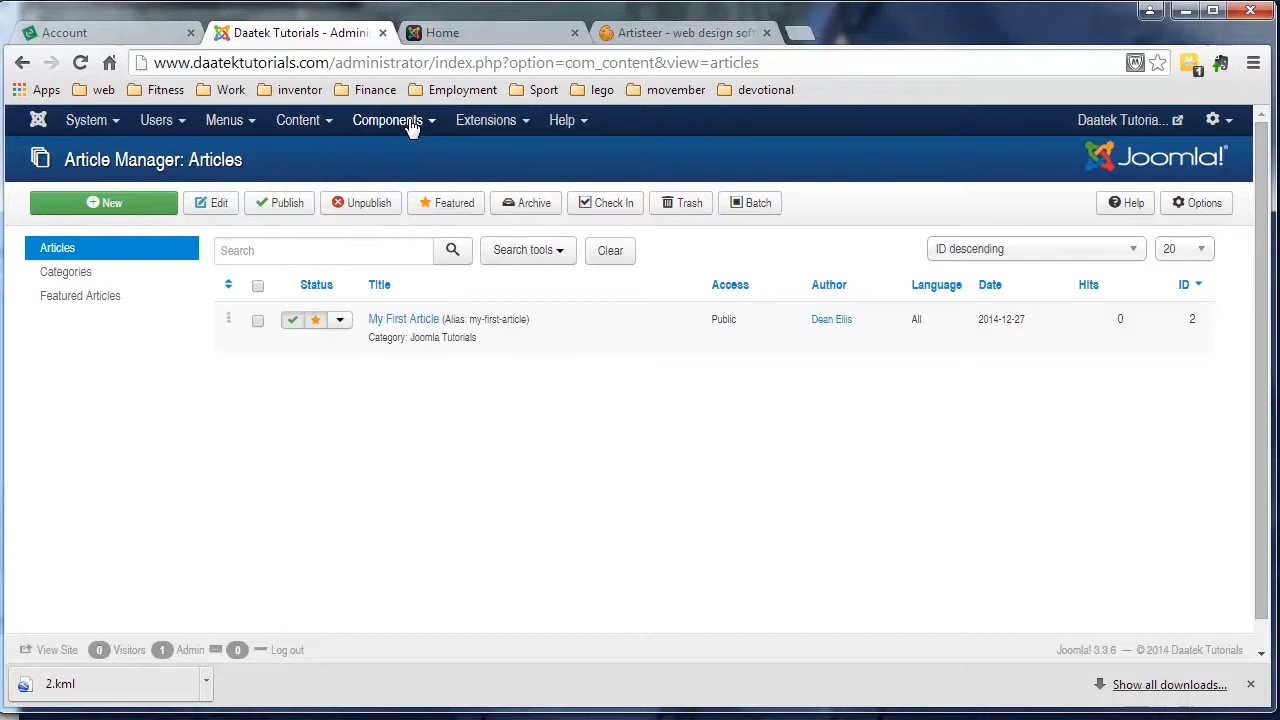 Account
Daatek Tutorials - Admini
Home
Artisteer - web design soft
www.daatektutorials.com/administrator/index.php?option=com_content&view=articles
1
Apps web Fitness Work inventor Finance Employment Sport lego movember devotional
System Users Menus Content Components Extensions Help Daatek Tutoria...
Article Manager: Articles
Joomla!®
New Edit Publish Unpublish Featured Archive Check In Trash Batch Help Options
Articles
Categories
Featured Articles
Search Search tools Clear ID descending 20
Status Title Access Author Language Date Hits ID
My First Article (Alias: my-first-article) Public Dean Ellis All 2014-12-27 0 2
Category: Joomla Tutorials
View Site 0 Visitors 1 Admin 0 Log out Joomla! 3.3.6 — © 2014 Daatek Tutorials
2.kml Show all downloads...